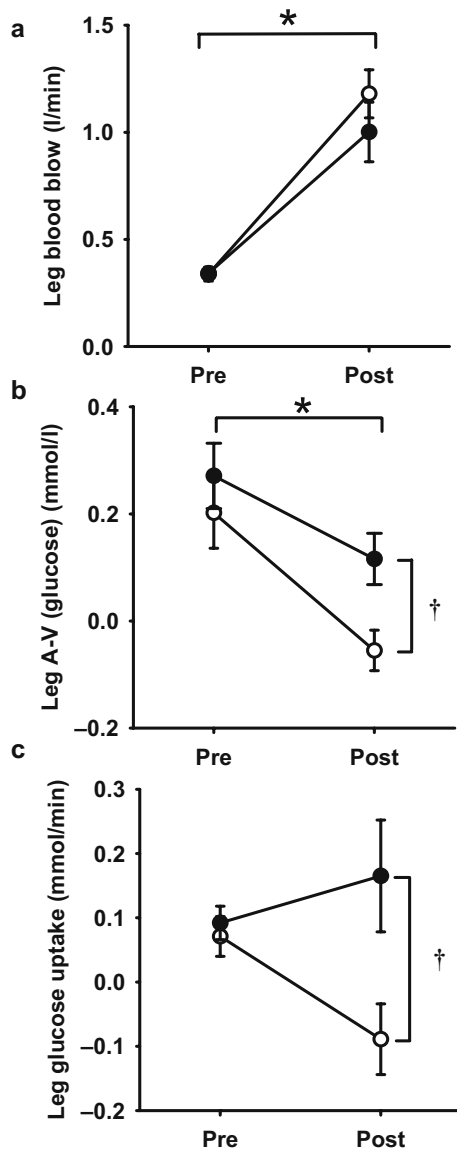 a
*
Leg blood blow (l/min)
1.5
1.0
0.5
0.0
Pre Post
b
*
Leg A-V (glucose) (mmol/l)
0.4
0.2
0.0
–0.2
†
Pre Post
c
Leg glucose uptake (mmol/min)
0.3
0.2
0.1
0.0
–0.1
–0.2
†
Pre Post